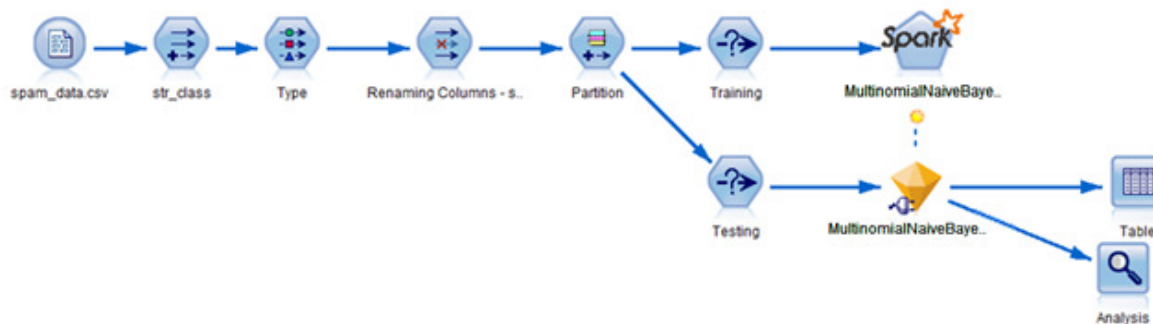 Spark
spam_data.csv
str_class
Type
Renaming Columns - s..
Partition
Training
MultinomialNaiveBaye..
Testing
MultinomialNaiveBaye..
Table
Analysis